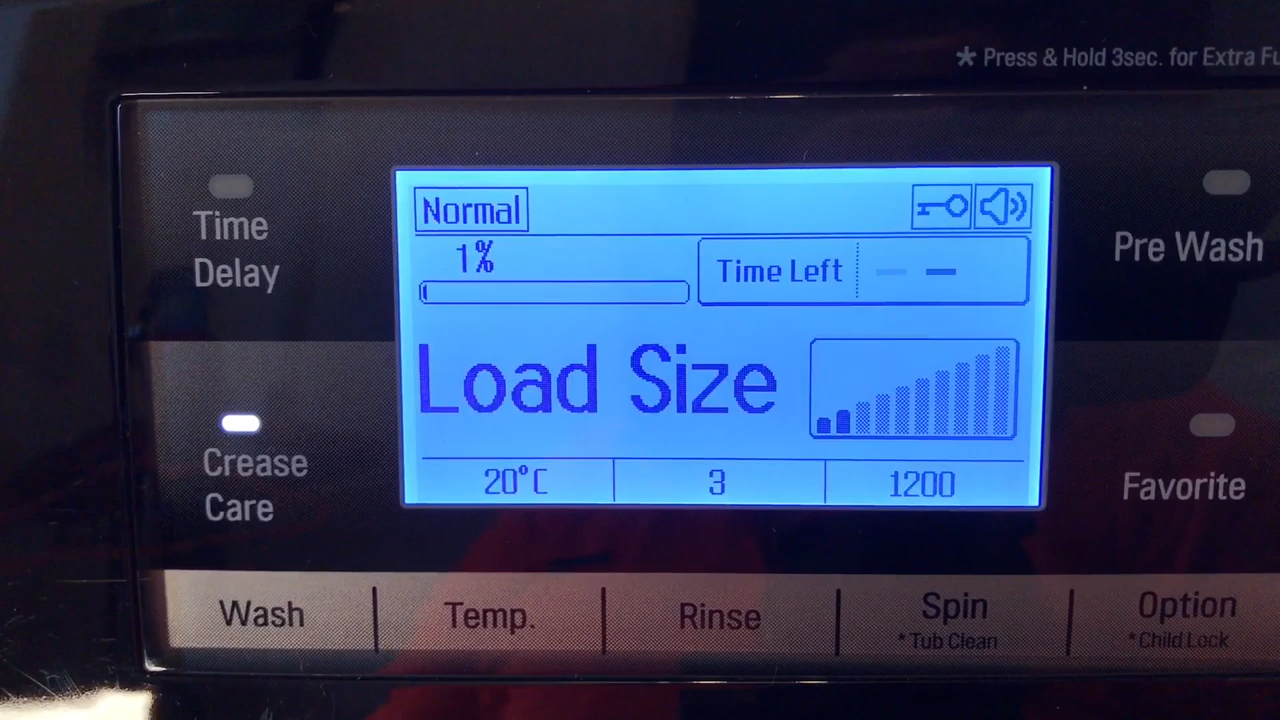 * Press & Hold 3sec. for Extra
Time
Delay
Normal
1%
Time Left
Pre Wash
Load Size
Crease
Care
20°C
3
1200
Favorite
Wash
Temp.
Rinse
Spin
*Tub Clean
Option
*Child Lock